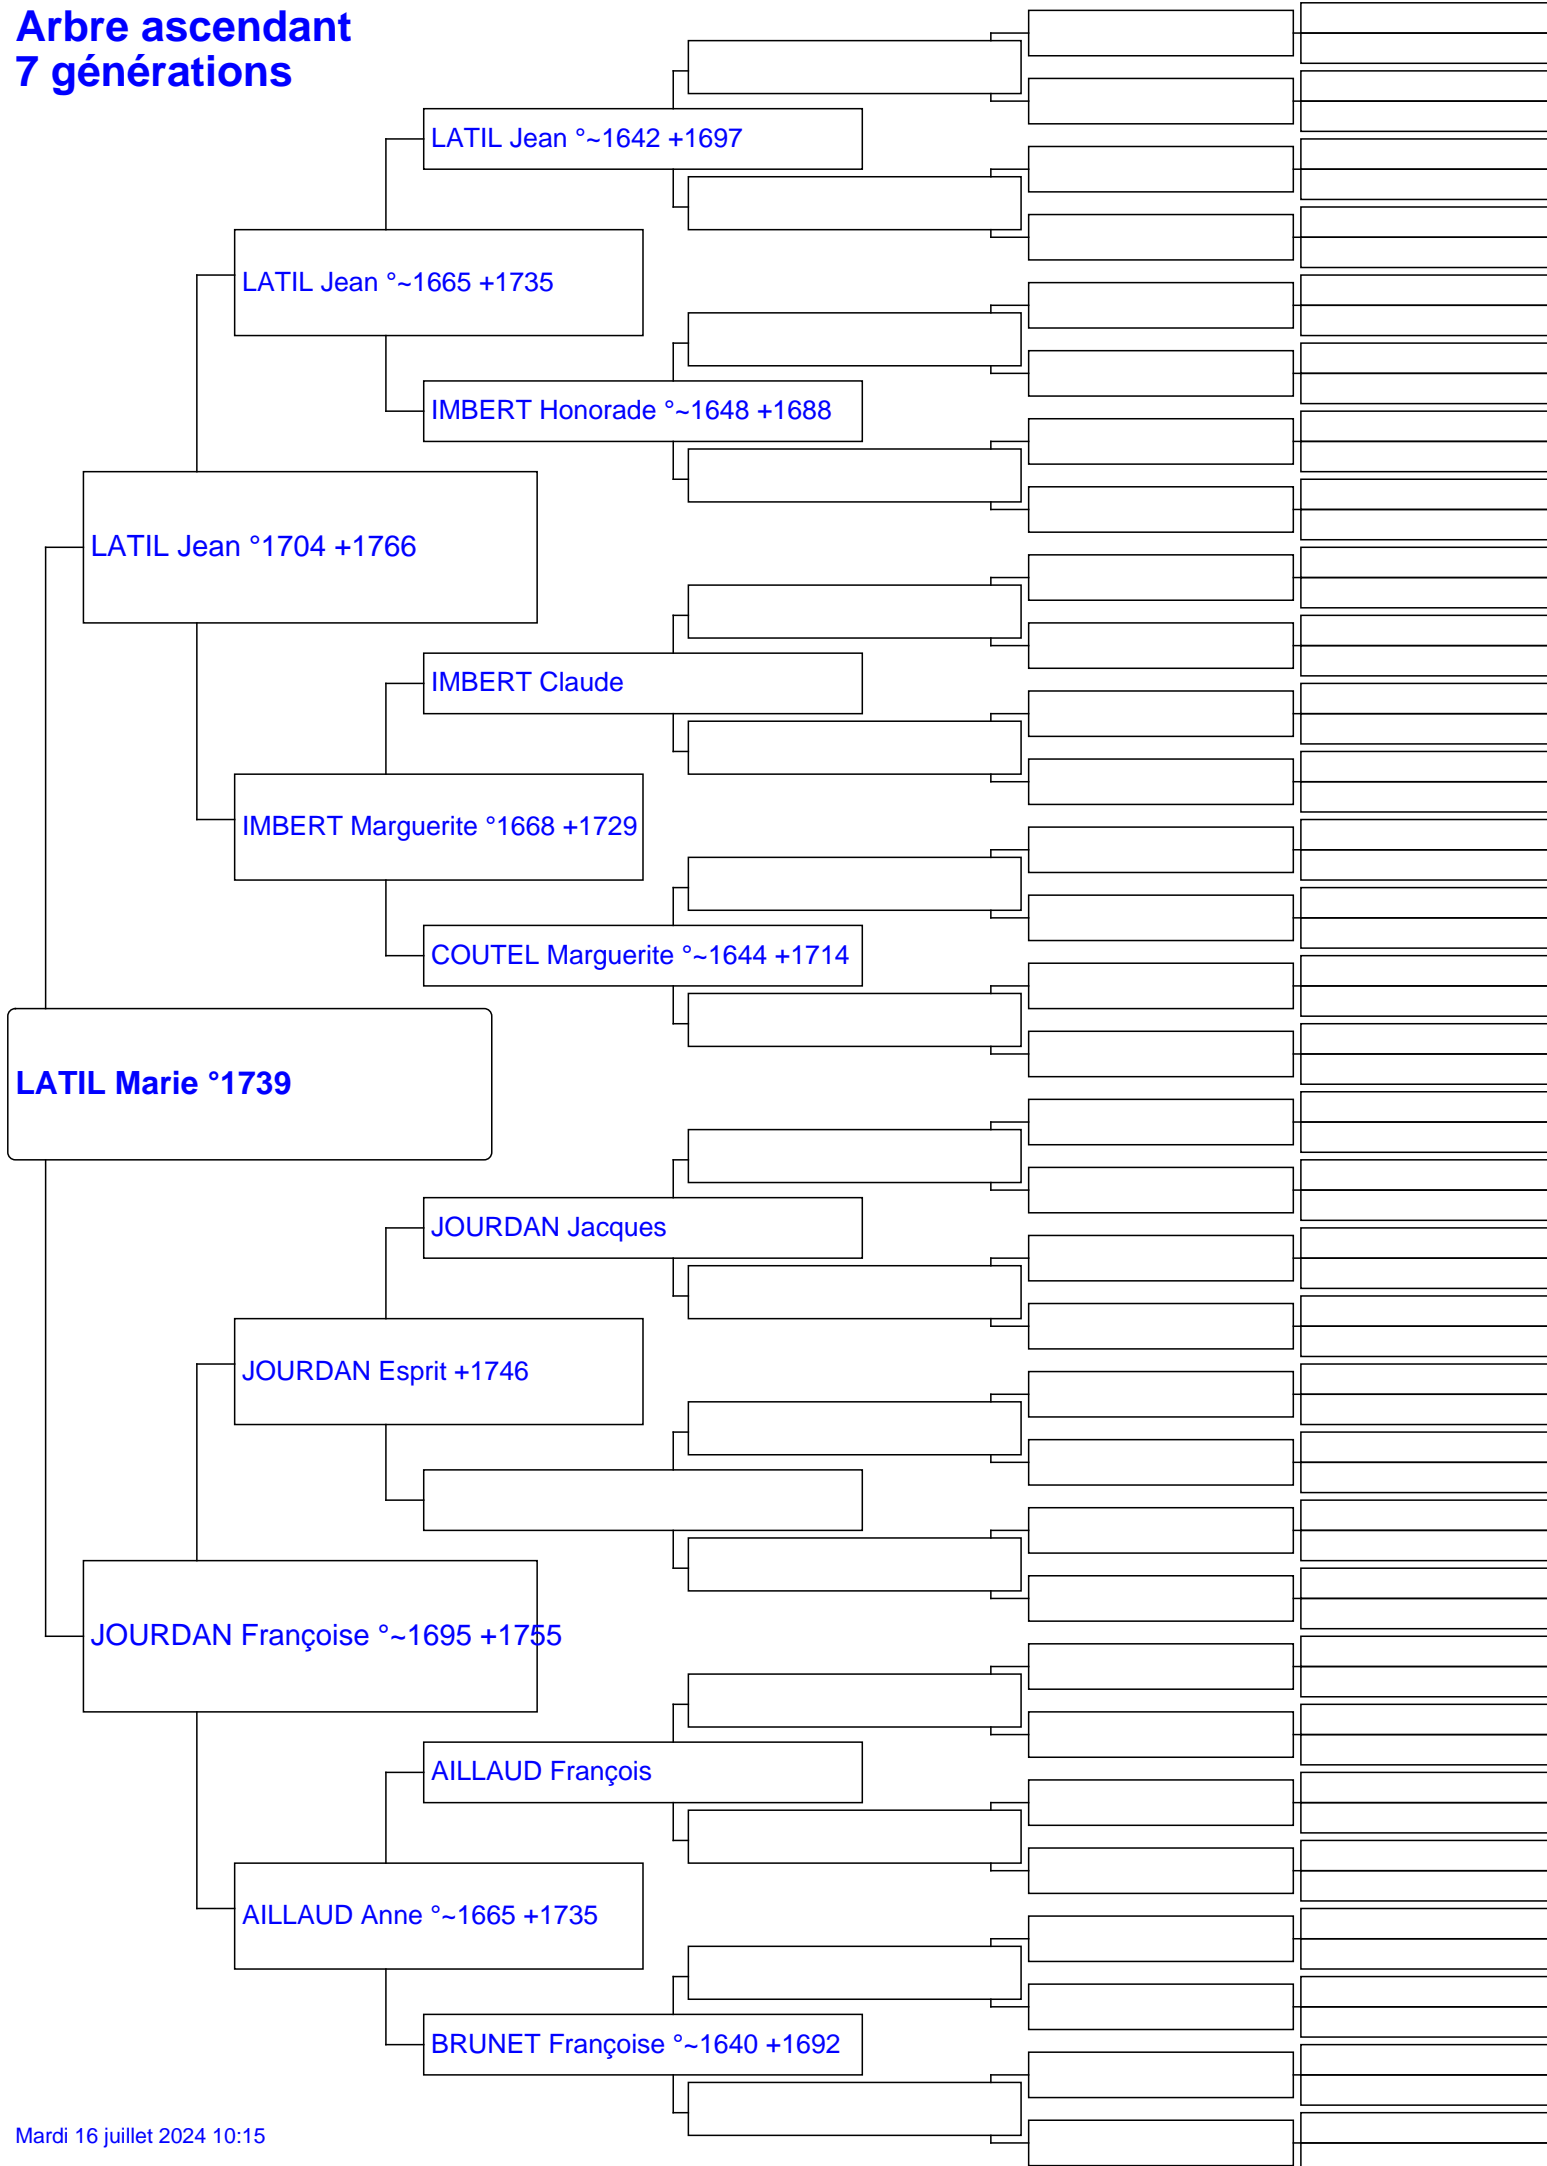 Arbre ascendant
7 générations
LATIL Jean °~1642 +1697
LATIL Jean °~1665 +1735
IMBERT Honorade °~1648 +1688
LATIL Jean °1704 +1766
IMBERT Claude
IMBERT Marguerite °1668 +1729
COUTEL Marguerite °~1644 +1714
LATIL Marie °1739
JOURDAN Jacques
JOURDAN Esprit +1746
JOURDAN Françoise °~1695 +1755
AILLAUD François
AILLAUD Anne °~1665 +1735
BRUNET Françoise °~1640 +1692
Mardi 16 juillet 2024 10:15